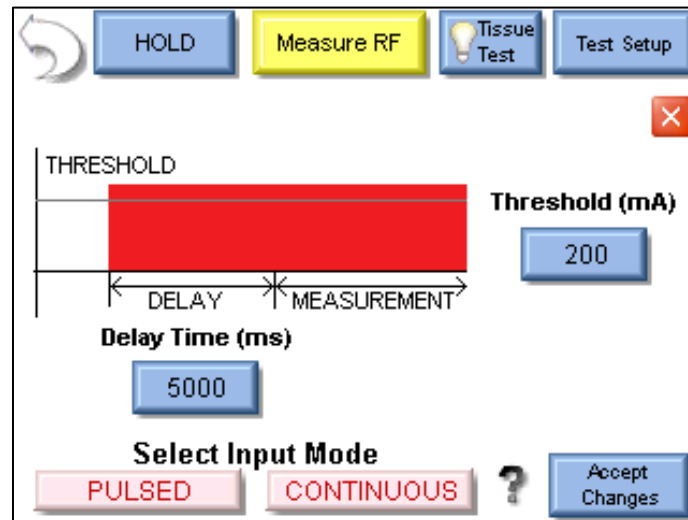 HOLD
Measure RF
Tissue
Test
Test Setup
THRESHOLD
Threshold (mA)
200
DELAY
MEASUREMENT
Delay Time (ms)
5000
Select Input Mode
PULSED
CONTINUOUS
?
Accept
Changes